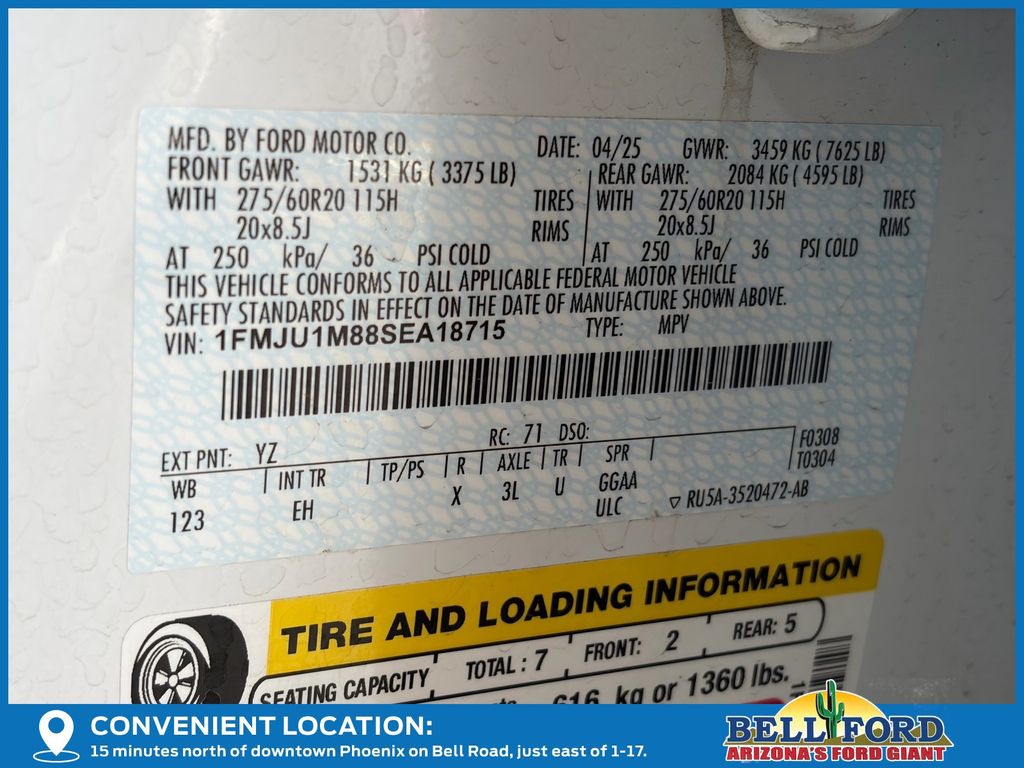 MFD. BY FORD MOTOR CO. DATE: 04/25 GVWR: 3459 KG ( 7625 LB)
FRONT GAWR: 1531 KG ( 3375 LB) REAR GAWR: 2084 KG ( 4595 LB)
WITH 275/60R20 115H TIRES WITH 275/60R20 115H TIRES
20x8.5J RIMS 20x8.5J RIMS
AT 250 kPa/ 36 PSI COLD AT 250 kPa/ 36 PSI COLD
THIS VEHICLE CONFORMS TO ALL APPLICABLE FEDERAL MOTOR VEHICLE
SAFETY STANDARDS IN EFFECT ON THE DATE OF MANUFACTURE SHOWN ABOVE.
VIN: 1FMJU1M88SEA18715 TYPE: MPV
EXT PNT: YZ RC: 71 DSO:
WB INT TR TP/PS R AXLE TR SPR F0308
T0304
123 EH X 3L U GGAA
ULC RU5A-3520472-AB
TIRE AND LOADING INFORMATION
SEATING CAPACITY TOTAL : 7 FRONT: 2 REAR: 5
kg or 1360 lbs.
CONVENIENT LOCATION:
15 minutes north of downtown Phoenix on Bell Road, just east of 1-17.
BELL FORD
ARIZONA'S FORD GIANT